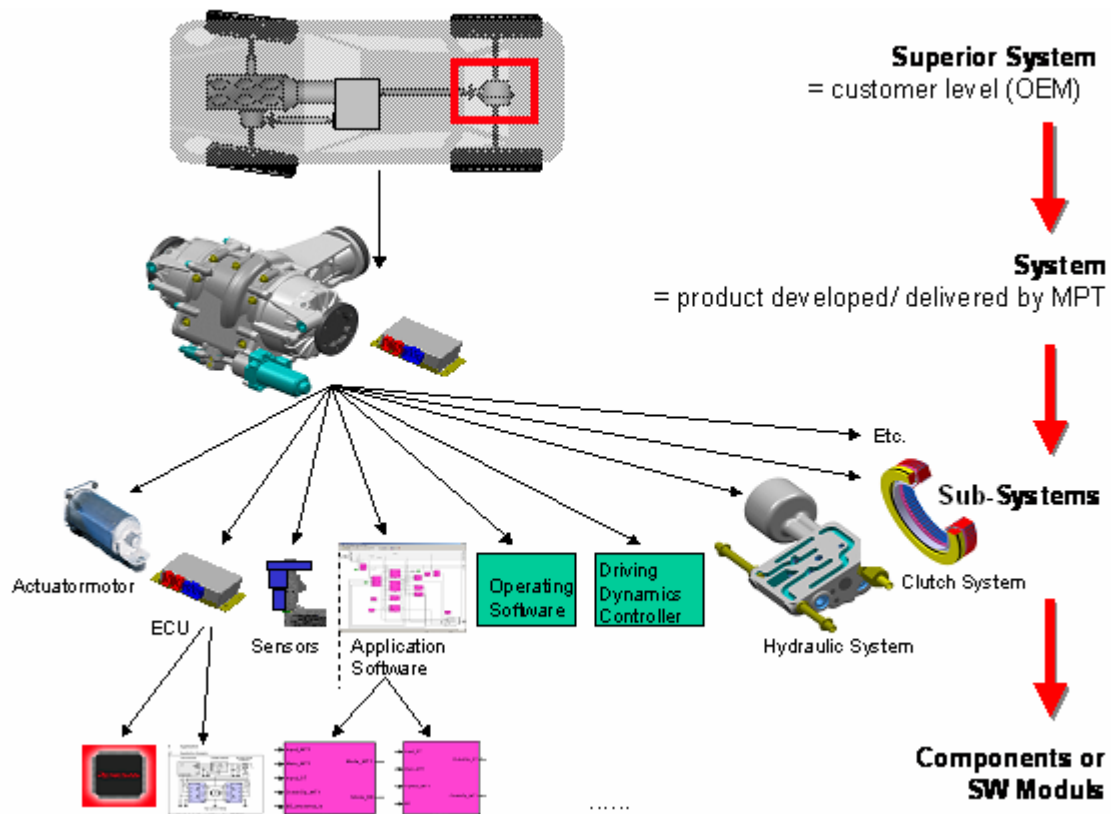 Superior System
= customer level (OEM)
System
= product developed/ delivered by MPT
Etc.
Sub-Systems
Actuatormotor
ECU
Sensors
Application
Software
Operating
Software
Driving
Dynamics
Controller
Hydraulic System
Clutch System
Components or
SW Moduls
......